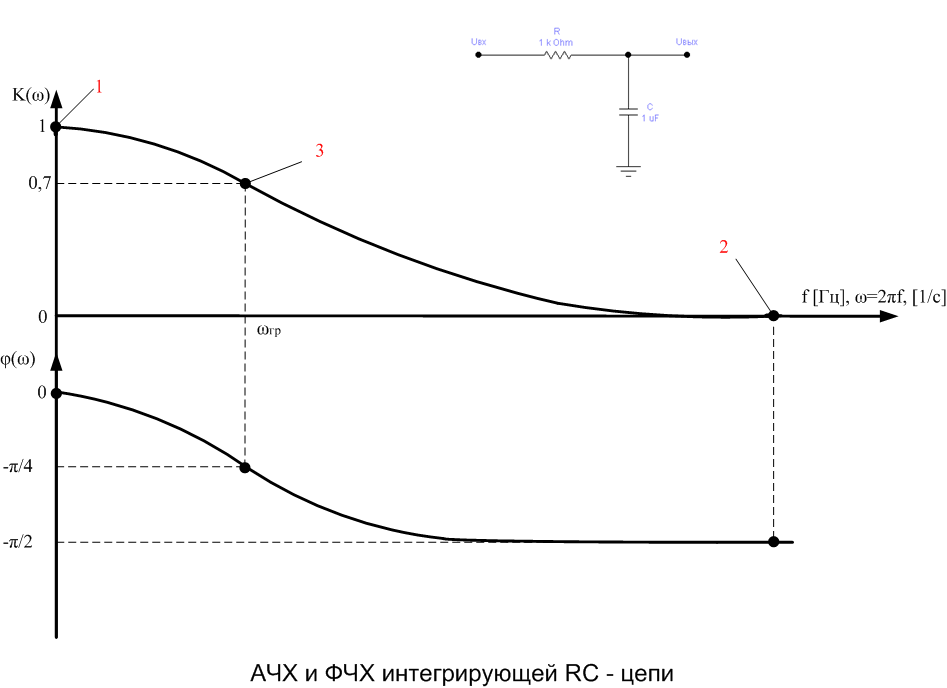 R
Uвх
1 k Ohm
Uвых
C
1 uF
K(ω)
1
1
3
0,7
2
f [Гц], ω=2πf, [1/c]
0
ωгр
φ(ω)
0
-π/4
-π/2
АЧХ и ФЧХ интегрирующей RC - цепи